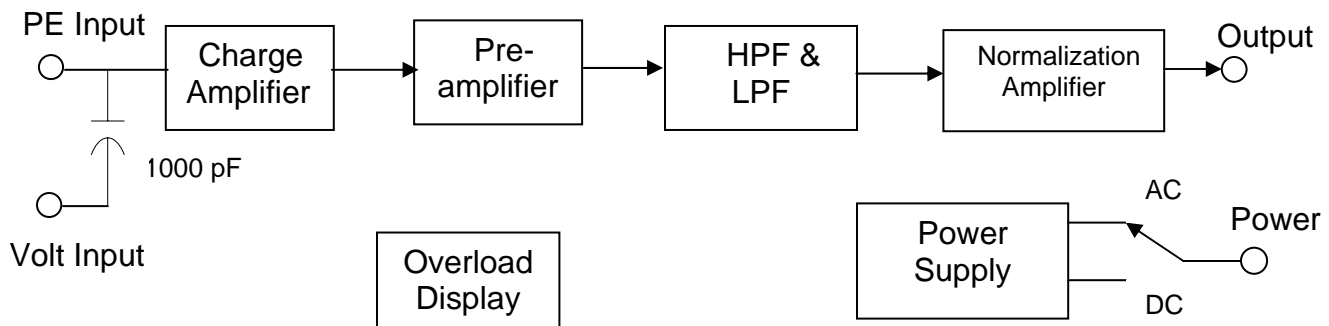 PE Input
Charge
Amplifier
Pre-
amplifier
HPF &
LPF
Normalization
Amplifier
Output
1000 pF
Volt Input
Overload
Display
Power
Supply
AC
DC
Power